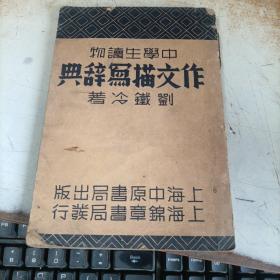 中學生讀物
作文描寫辭典
劉鐵冷著
上海中原書局出版
上海錦章書局發行